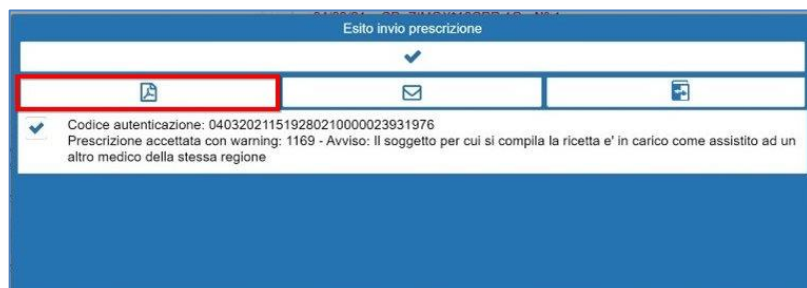 Esito invio prescrizione
Codice autenticazione: 040320211519280210000023931976
Prescrizione accettata con warning: 1169 - Avviso: Il soggetto per cui si compila la ricetta e' in carico come assistito ad un
altro medico della stessa regione